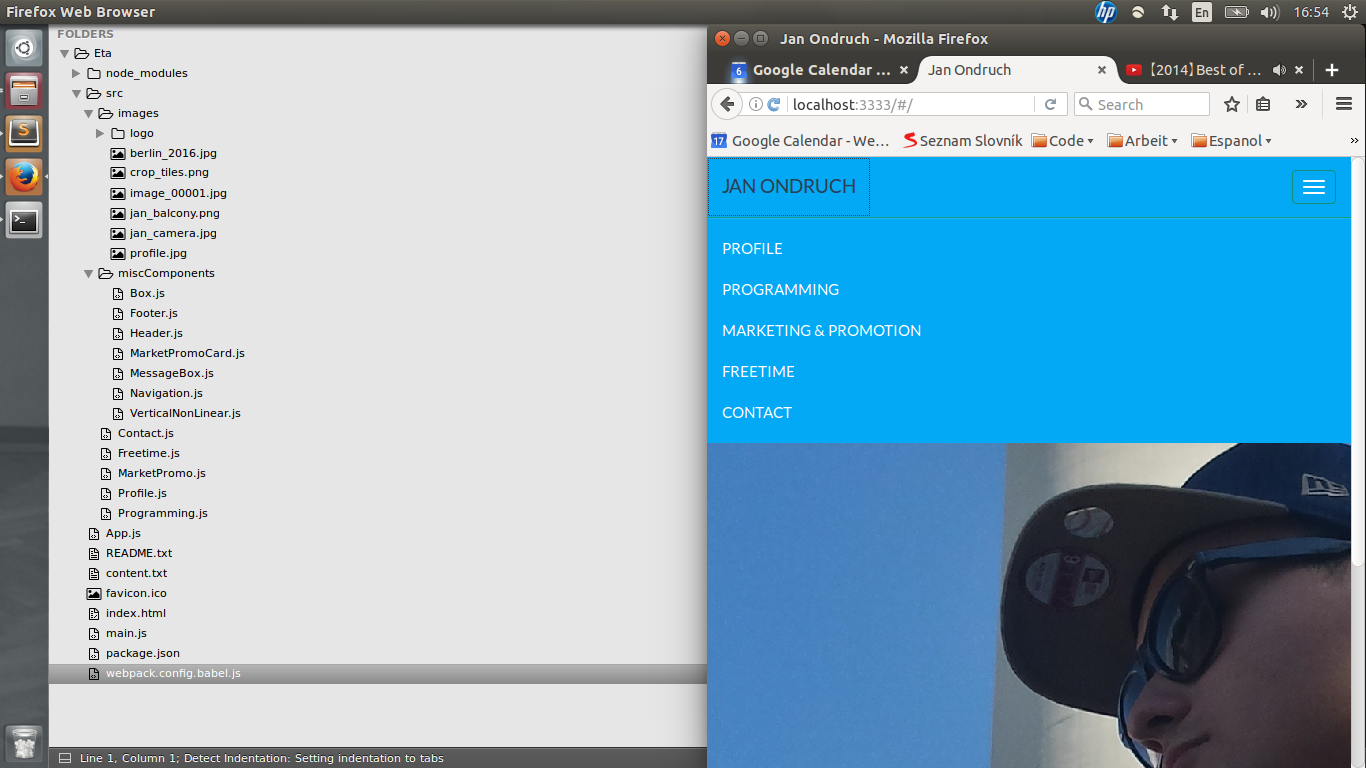 Firefox Web Browser
En
16:54
FOLDERS
Eta
node_modules
src
images
logo
berlin_2016.jpg
crop_tiles.png
image_00001.jpg
jan_balcony.png
jan_camera.jpg
profile.jpg
miscComponents
Box.js
Footer.js
Header.js
MarketPromoCard.js
MessageBox.js
Navigation.js
VerticalNonLinear.js
Contact.js
Freetime.js
MarketPromo.js
Profile.js
Programming.js
App.js
README.txt
content.txt
favicon.ico
index.html
main.js
package.json
webpack.config.babel.js
Line 1, Column 1; Detect Indentation: Setting indentation to tabs
Jan Ondruch - Mozilla Firefox
6 Google Calendar ... Jan Ondruch 【2014】Best of ...
localhost:3333/#/ Search
17 Google Calendar - We... Seznam Slovník Code Arbeit Espanol
JAN ONDRUCH
PROFILE
PROGRAMMING
MARKETING & PROMOTION
FREETIME
CONTACT